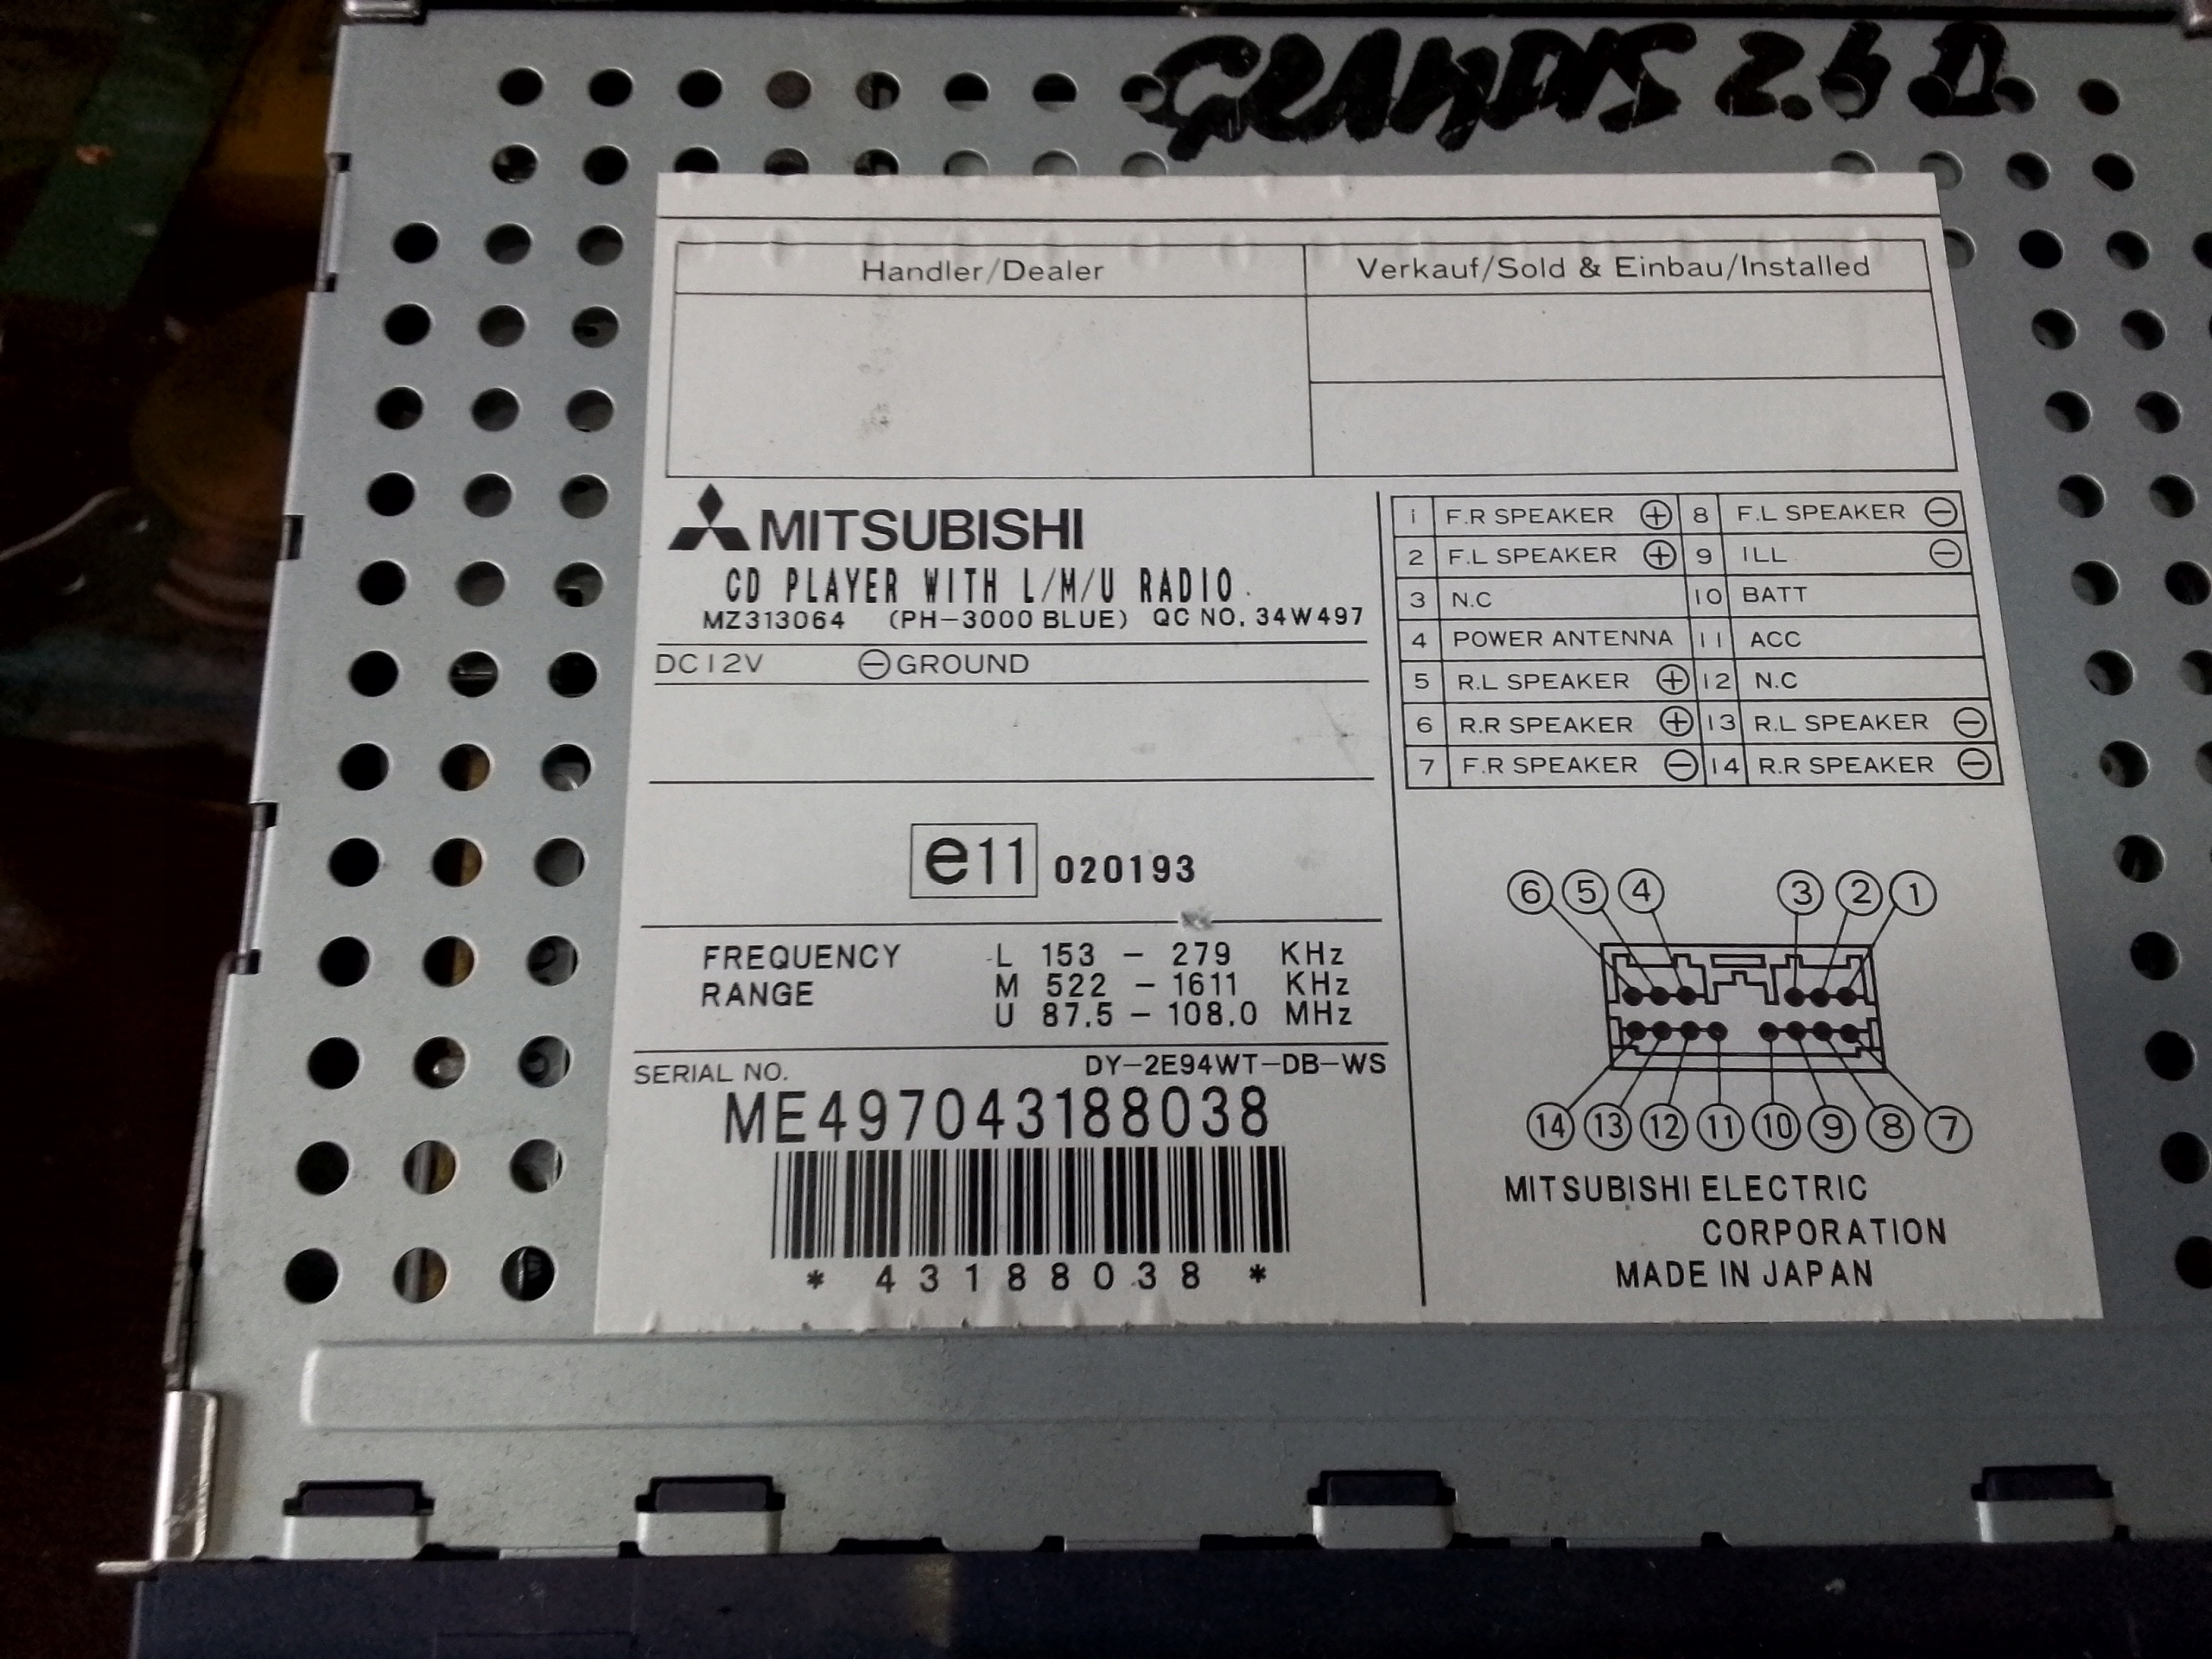 GRANDIS 2.4 D
Handler/Dealer
Verkauf/Sold & Einbau/Installed
MITSUBISHI
CD PLAYER WITH L/M/U RADIO
MZ313064 (PH-3000 BLUE) QC NO. 34W497
DC12V ⊖GROUND
e11 020193
FREQUENCY RANGE
L 153 - 279 KHz
M 522 - 1611 KHz
U 87.5 - 108.0 MHz
SERIAL NO. DY-2E94WT-DB-WS
ME497043188038
* 43188038 *
1 F.R SPEAKER ⊕ 8 F.L SPEAKER ⊖
2 F.L SPEAKER ⊕ 9 ILL ⊖
3 N.C 10 BATT
4 POWER ANTENNA 11 ACC
5 R.L SPEAKER ⊕ 12 N.C
6 R.R SPEAKER ⊕ 13 R.L SPEAKER ⊖
7 F.R SPEAKER ⊖ 14 R.R SPEAKER ⊖
⑥ ⑤ ④ ③ ② ①
⑭ ⑬ ⑫ ⑪ ⑩ ⑨ ⑧ ⑦
MITSUBISHI ELECTRIC
CORPORATION
MADE IN JAPAN